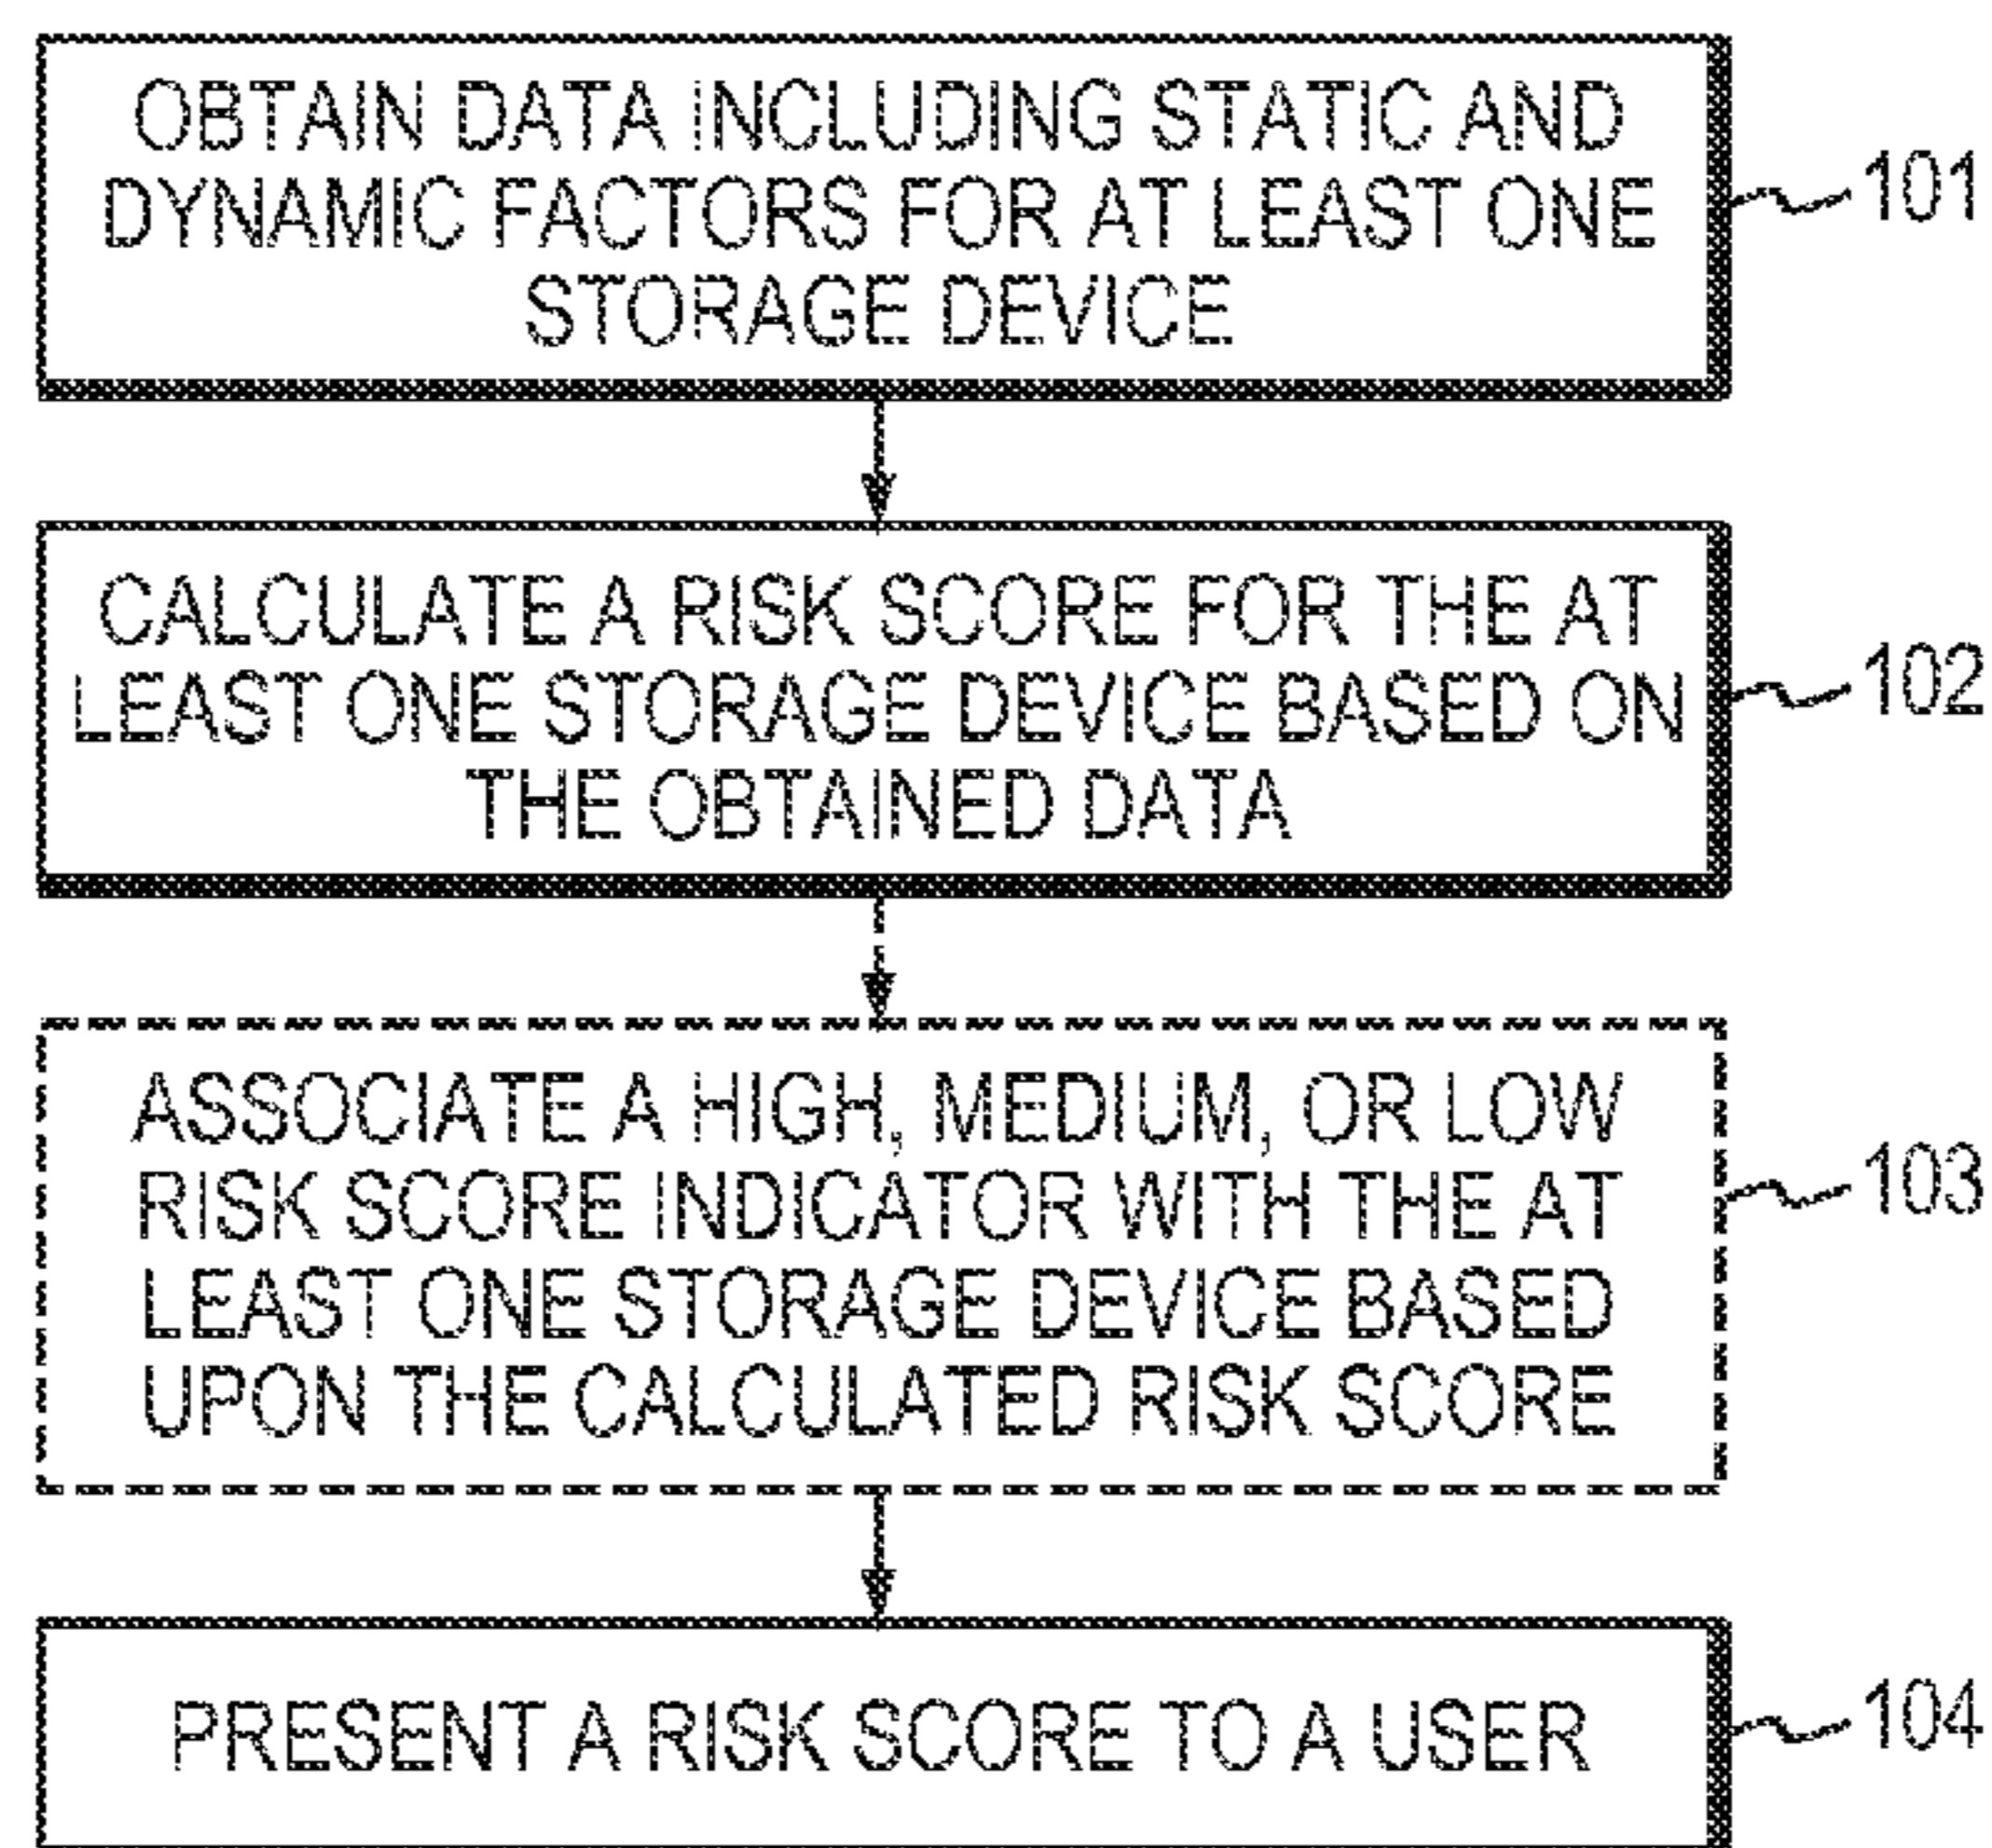 OBTAIN DATA INCLUDING STATIC AND
DYNAMIC FACTORS FOR AT LEAST ONE
STORAGE DEVICE
101
CALCULATE A RISK SCORE FOR THE AT
LEAST ONE STORAGE DEVICE BASED ON
THE OBTAINED DATA
102
ASSOCIATE A HIGH, MEDIUM, OR LOW
RISK SCORE INDICATOR WITH THE AT
LEAST ONE STORAGE DEVICE BASED
UPON THE CALCULATED RISK SCORE
103
PRESENT A RISK SCORE TO A USER
104